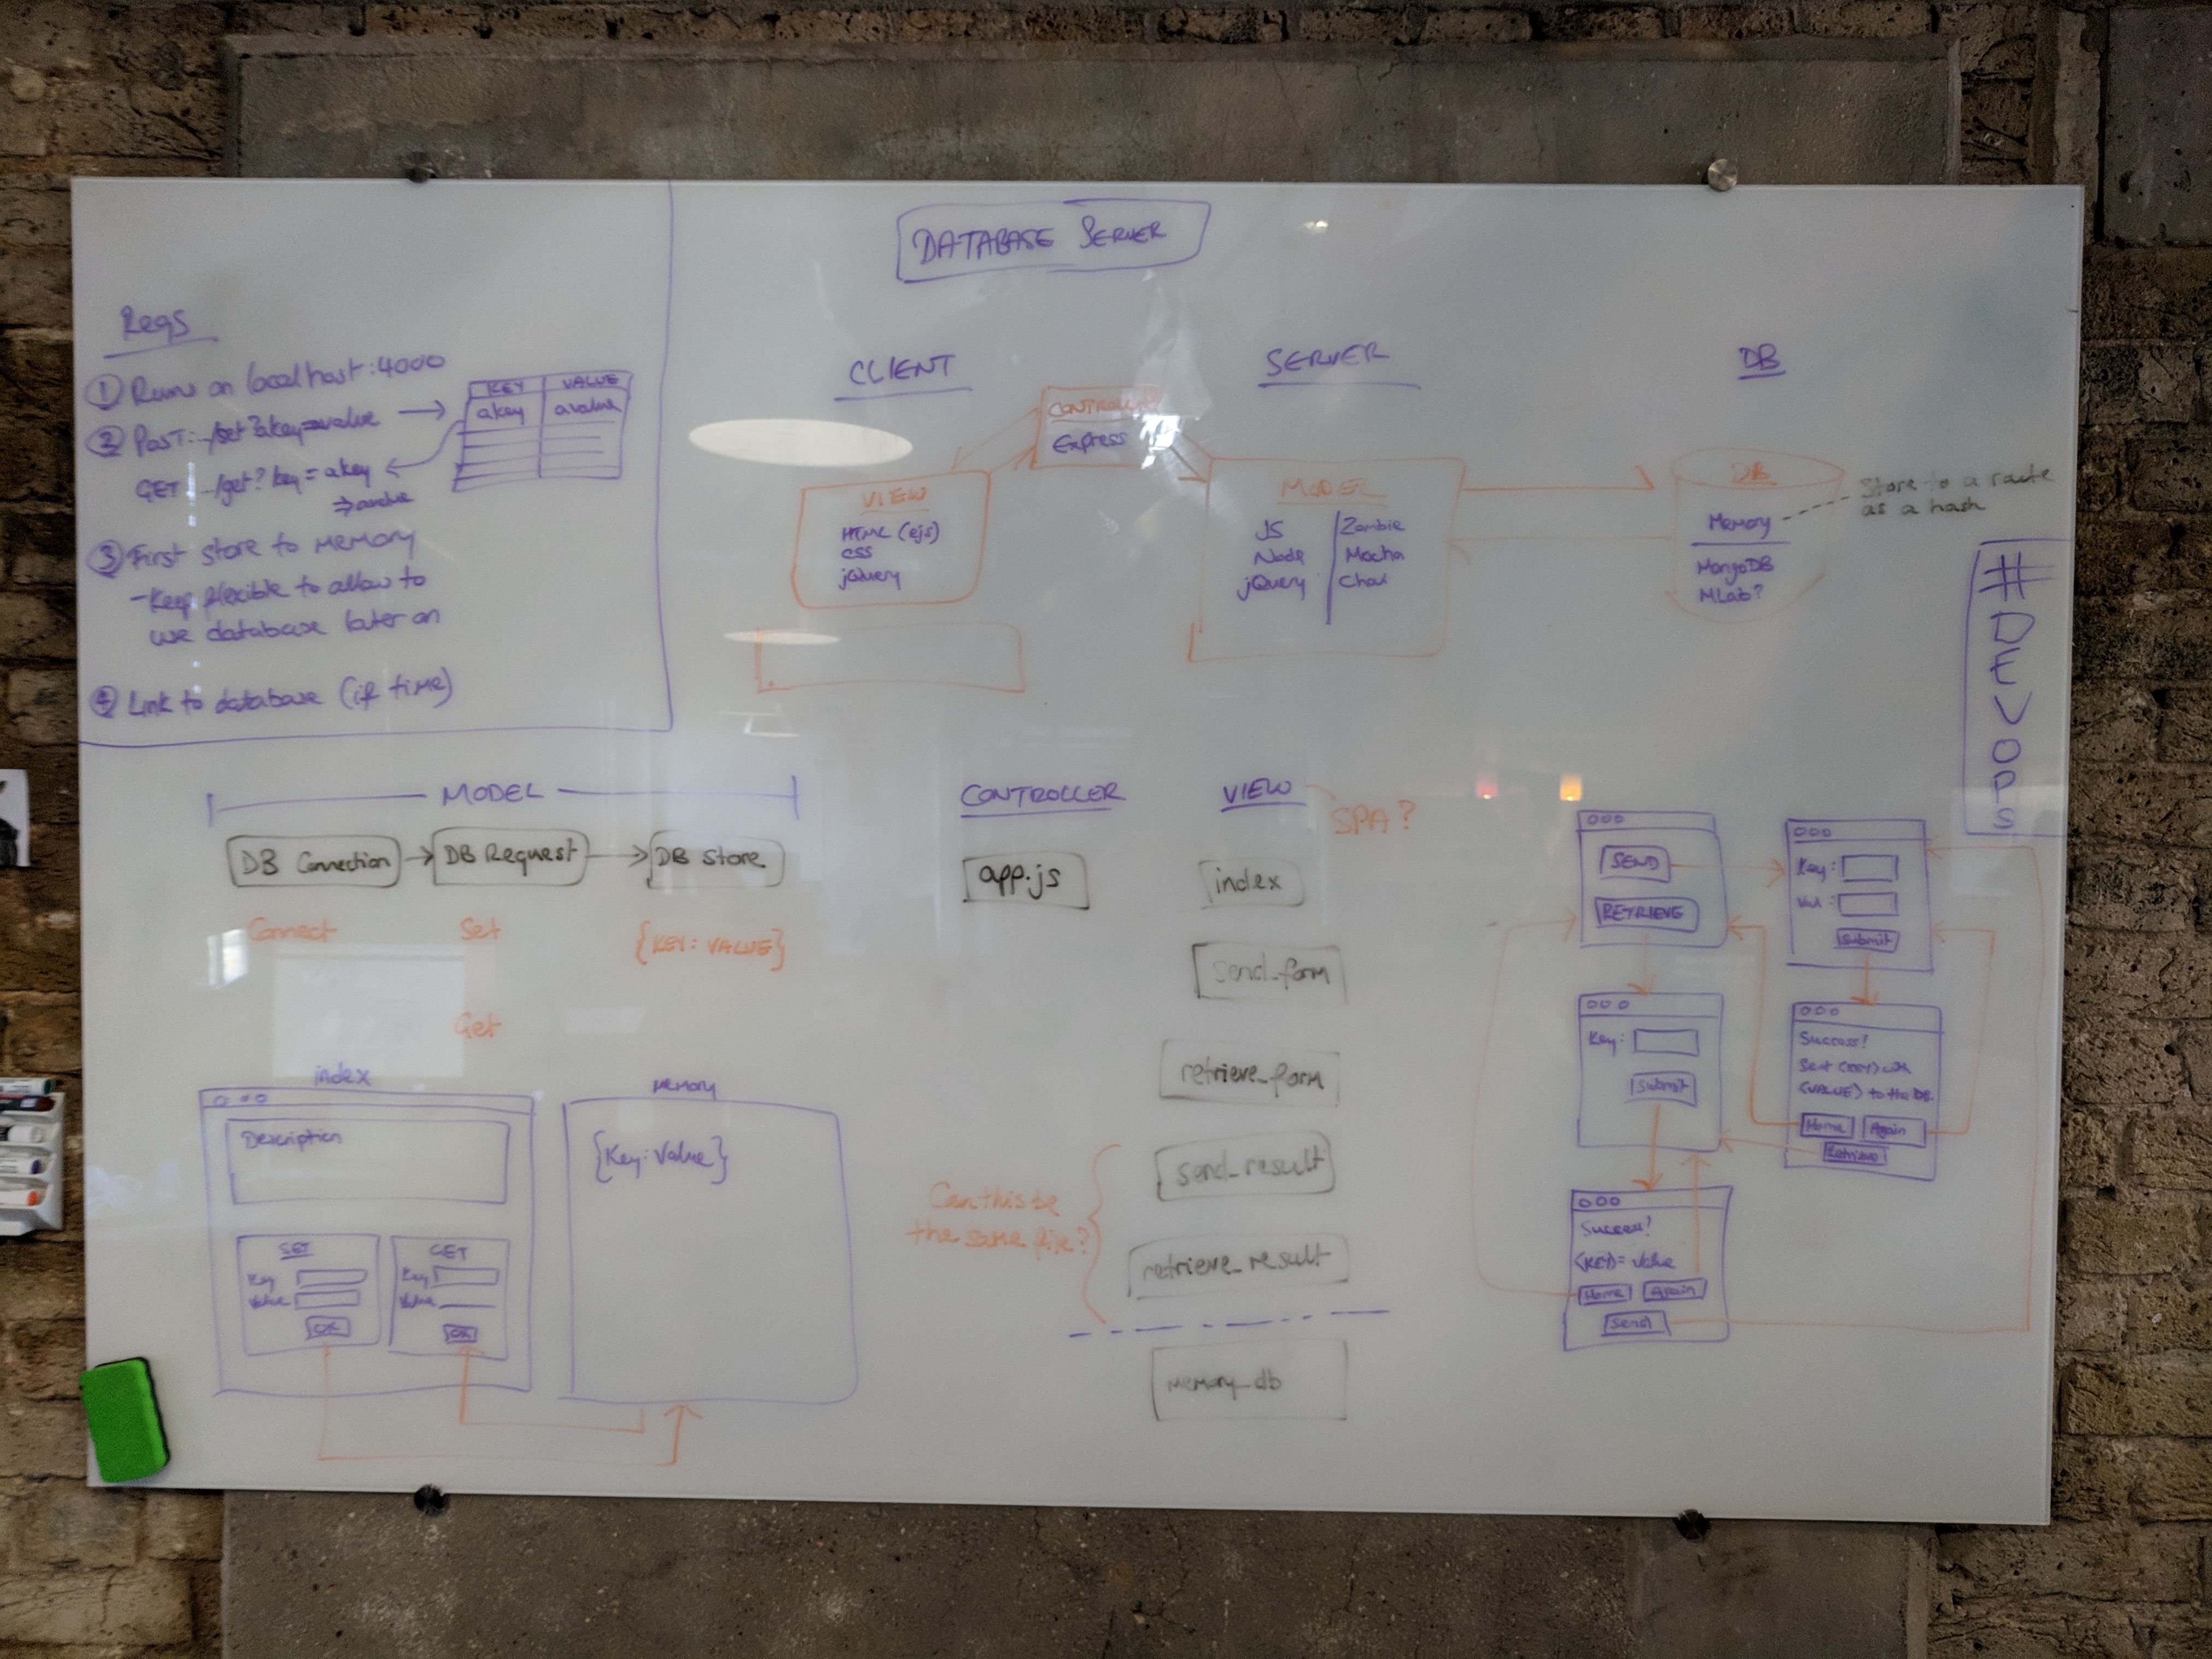 DATABASE SERVER
Reqs
① Runs on localhost:4000
② POST: -/set?akey=avalue
GET: -/get?key=akey
⇒ avalue
KEY VALUE
akey avalue
③ First store to memory
- Keep flexible to allow to
use database later on
④ Link to database (if time)
CLIENT
SERVER
DB
CONTROLLER
Express
VIEW
HTML (ejs)
CSS
jQuery
MODEL
JS
Node
jQuery
Zombie
Mocha
Chai
DB
Memory
MongoDB
MLab?
Store to a route
as a hash
#DEVOPS
MODEL
DB Connection
DB Request
DB Store
Connect
Set
{KEY: VALUE}
Get
CONTROLLER
app.js
VIEW
SPA?
index
send_form
retrieve_form
send_result
retrieve_result
Can this be
the same file?
memory_db
index
Description
SET
Key
Value
OK
GET
Key
Value
OK
Memory
{Key: Value}
SEND
RETRIEVE
Key:
Val:
Submit
Key:
Submit
Success!
Sent <KEY> with
<VALUE> to the DB.
Home
Again
Retrieve
Success!
<KEY> = Value
Home
Again
Send